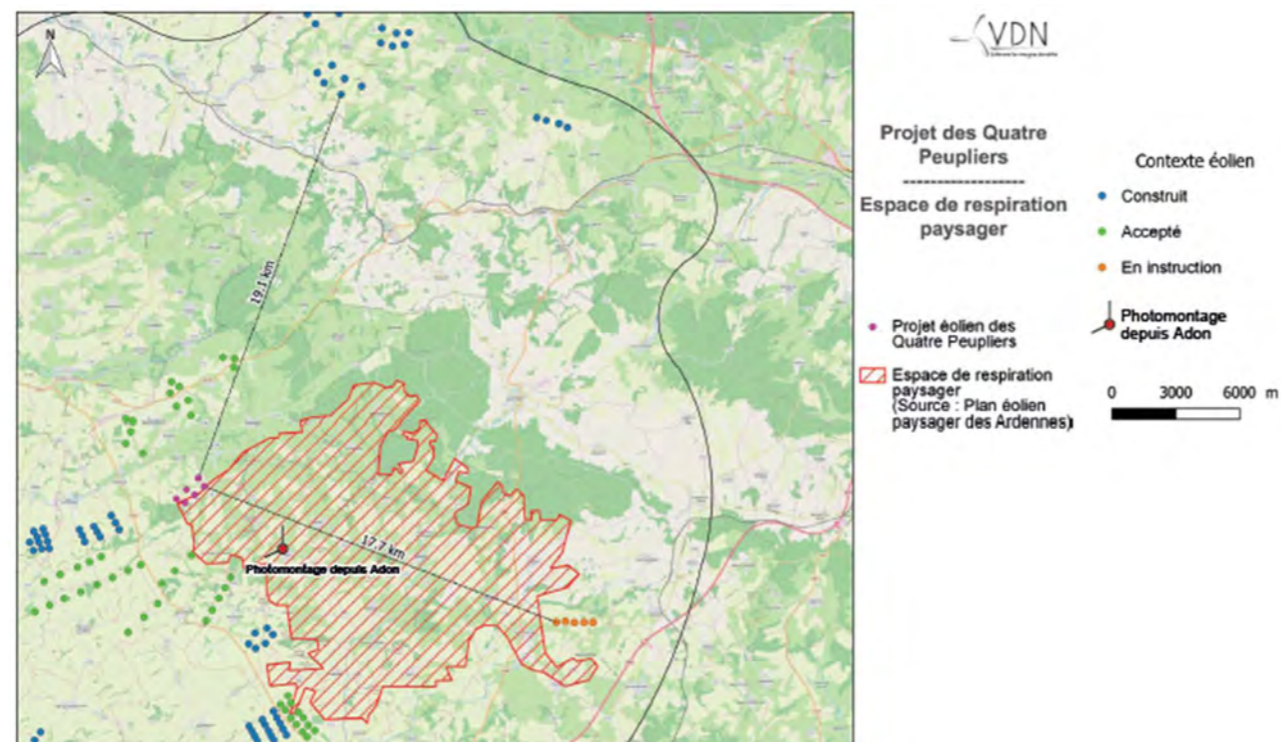 N
19.1 km
17.7 km
Photomontage depuis Adon
VDN
Projet des Quatre
Peupliers
-------------------
Espace de respiration
paysager
Projet éolien des
Quatre Peupliers
Espace de respiration
paysager
(Source : Plan éolien
paysager des Ardennes)
Contexte éolien
Construit
Accepté
En instruction
Photomontage
depuis Adon
0 3000 6000 m